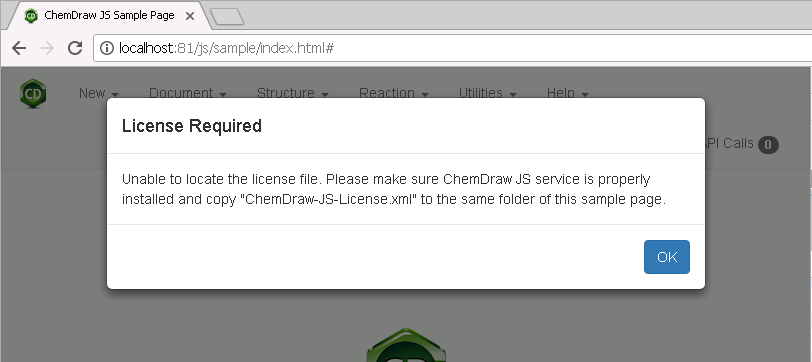 ChemDraw JS Sample Page
localhost:81/js/sample/index.html#
CD
New Document Structure Reaction Utilities Help
PI Calls 0
License Required
Unable to locate the license file. Please make sure ChemDraw JS service is properly
installed and copy "ChemDraw-JS-License.xml" to the same folder of this sample page.
OK
CD